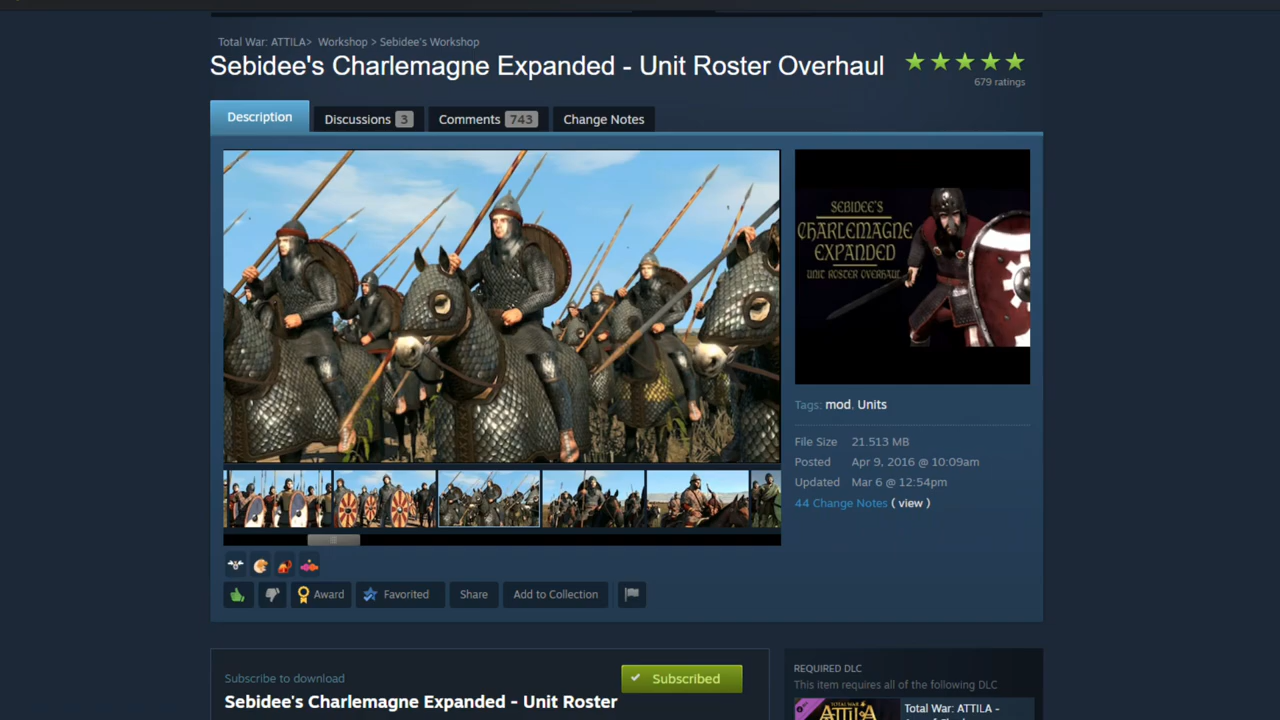 Total War: ATTILA> Workshop > Sebidee's Workshop
Sebidee's Charlemagne Expanded - Unit Roster Overhaul
679 ratings
Description
Discussions 3
Comments 743
Change Notes
SEBIDEE'S
CHARLEMAGNE
EXPANDED
UNIT ROSTER OVERHAUL
Tags: mod, Units
File Size 21.513 MB
Posted Apr 9, 2016 @ 10:09am
Updated Mar 6 @ 12:54pm
44 Change Notes ( view )
Award
Favorited
Share
Add to Collection
Subscribe to download
Sebidee's Charlemagne Expanded - Unit Roster
Subscribed
REQUIRED DLC
This item requires all of the following DLC
TOTAL WAR
ATTILA
Total War: ATTILA -